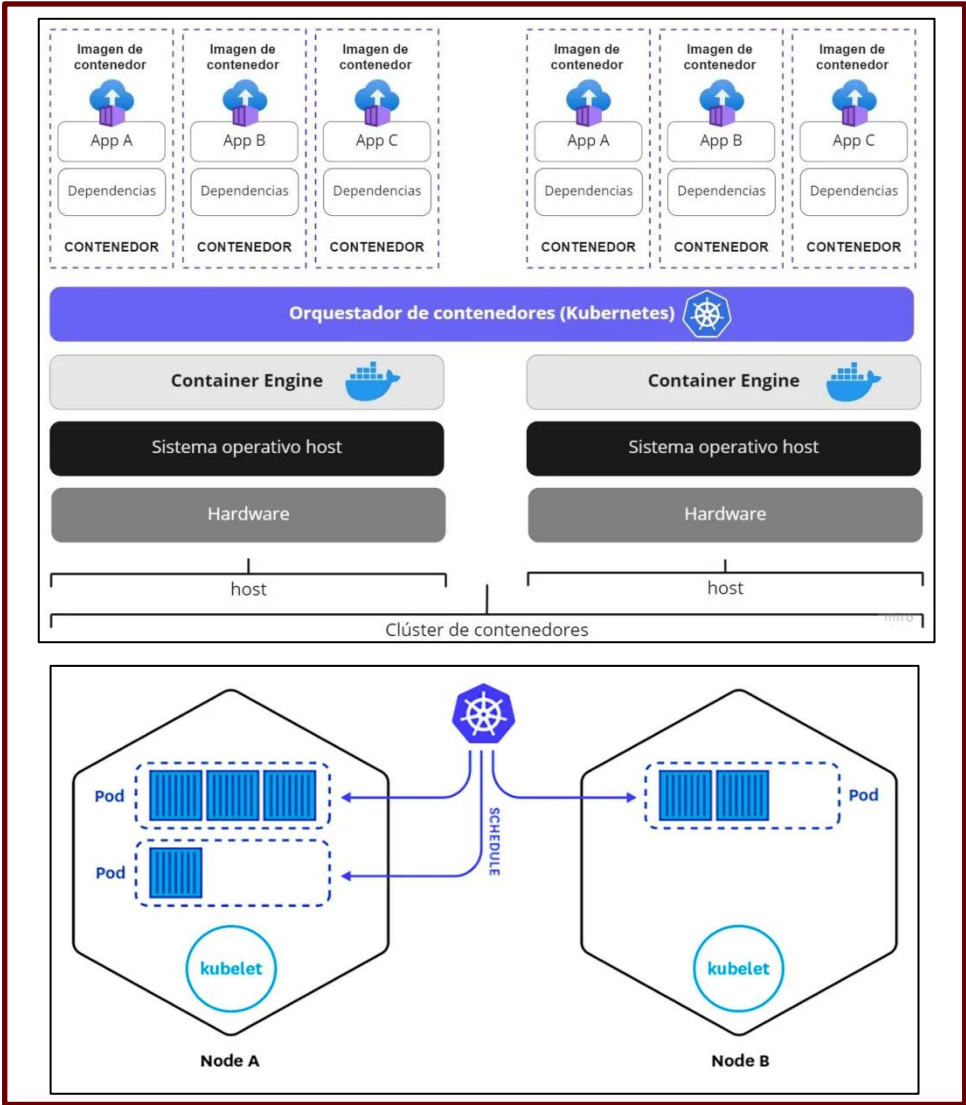 Imagen de
contenedor
App A
Dependencias
CONTENEDOR
Imagen de
contenedor
App B
Dependencias
CONTENEDOR
Imagen de
contenedor
App C
Dependencias
CONTENEDOR
Imagen de
contenedor
App A
Dependencias
CONTENEDOR
Imagen de
contenedor
App B
Dependencias
CONTENEDOR
Imagen de
contenedor
App C
Dependencias
CONTENEDOR
Orquestador de contenedores (Kubernetes)
Container Engine
Sistema operativo host
Hardware
host
Container Engine
Sistema operativo host
Hardware
host
Clúster de contenedores
miro
Pod
Pod
kubelet
Node A
SCHEDULE
Pod
kubelet
Node B